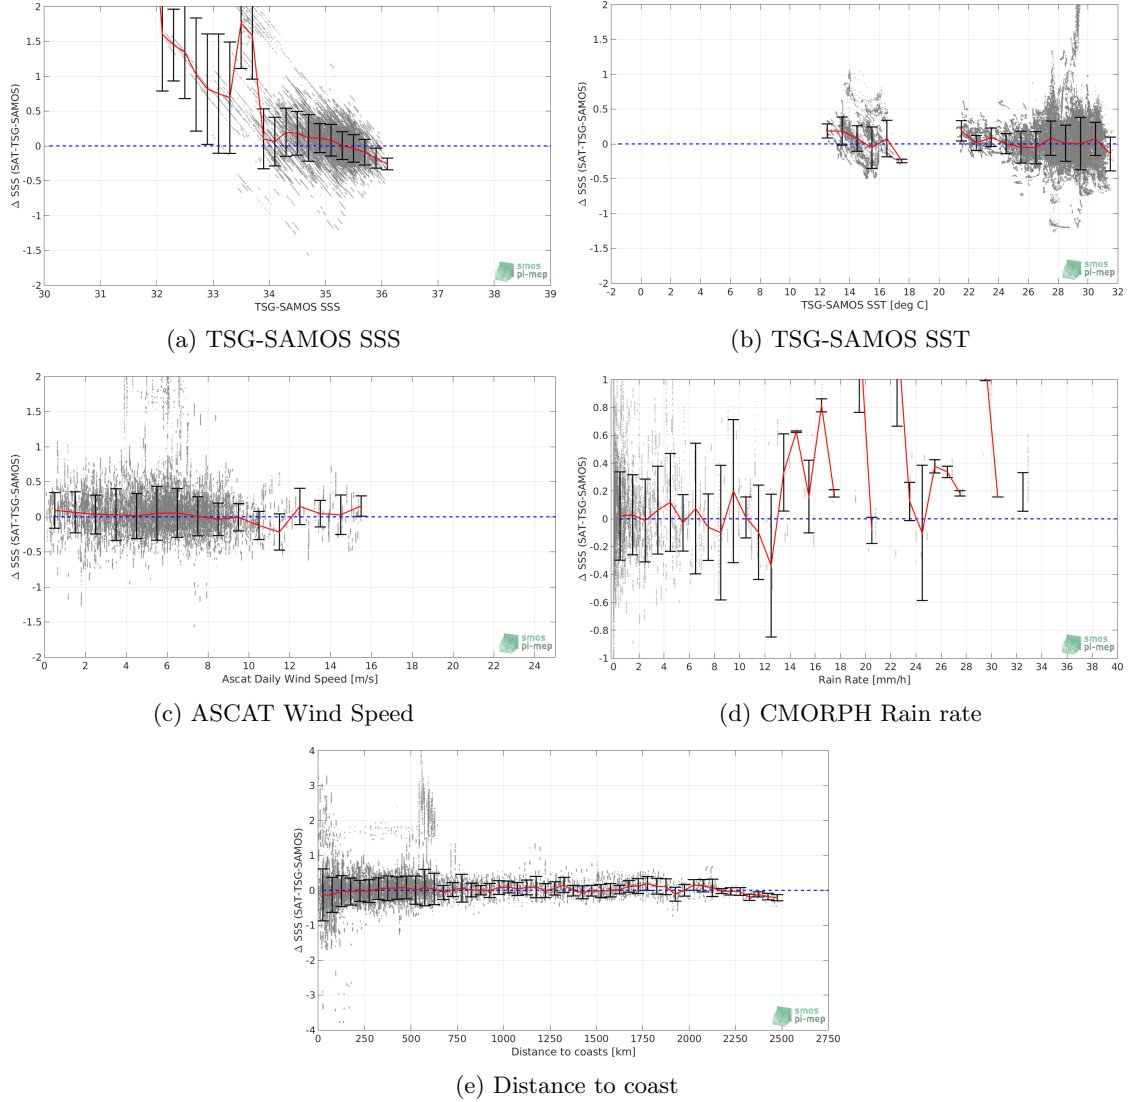 2
1.5
1
0.5
0
-0.5
-1
-1.5
-2
Δ SSS (SAT-TSG-SAMOS)
30 31 32 33 34 35 36 37 38 39
TSG-SAMOS SSS
smos
pi-mep
(a) TSG-SAMOS SSS
2
1.5
1
0.5
0
-0.5
-1
-1.5
-2
Δ SSS (SAT-TSG-SAMOS)
-2 0 2 4 6 8 10 12 14 16 18 20 22 24 26 28 30 32
TSG-SAMOS SST [deg C]
smos
pi-mep
(b) TSG-SAMOS SST
2
1.5
1
0.5
0
-0.5
-1
-1.5
-2
Δ SSS (SAT-TSG-SAMOS)
0 2 4 6 8 10 12 14 16 18 20 22 24
Ascat Daily Wind Speed [m/s]
smos
pi-mep
(c) ASCAT Wind Speed
1
0.8
0.6
0.4
0.2
0
-0.2
-0.4
-0.6
-0.8
-1
Δ SSS (SAT-TSG-SAMOS)
0 2 4 6 8 10 12 14 16 18 20 22 24 26 28 30 32 34 36 38 40
Rain Rate [mm/h]
smos
pi-mep
(d) CMORPH Rain rate
4
3
2
1
0
-1
-2
-3
-4
Δ SSS (SAT-TSG-SAMOS)
0 250 500 750 1000 1250 1500 1750 2000 2250 2500 2750
Distance to coasts [km]
smos
pi-mep
(e) Distance to coast